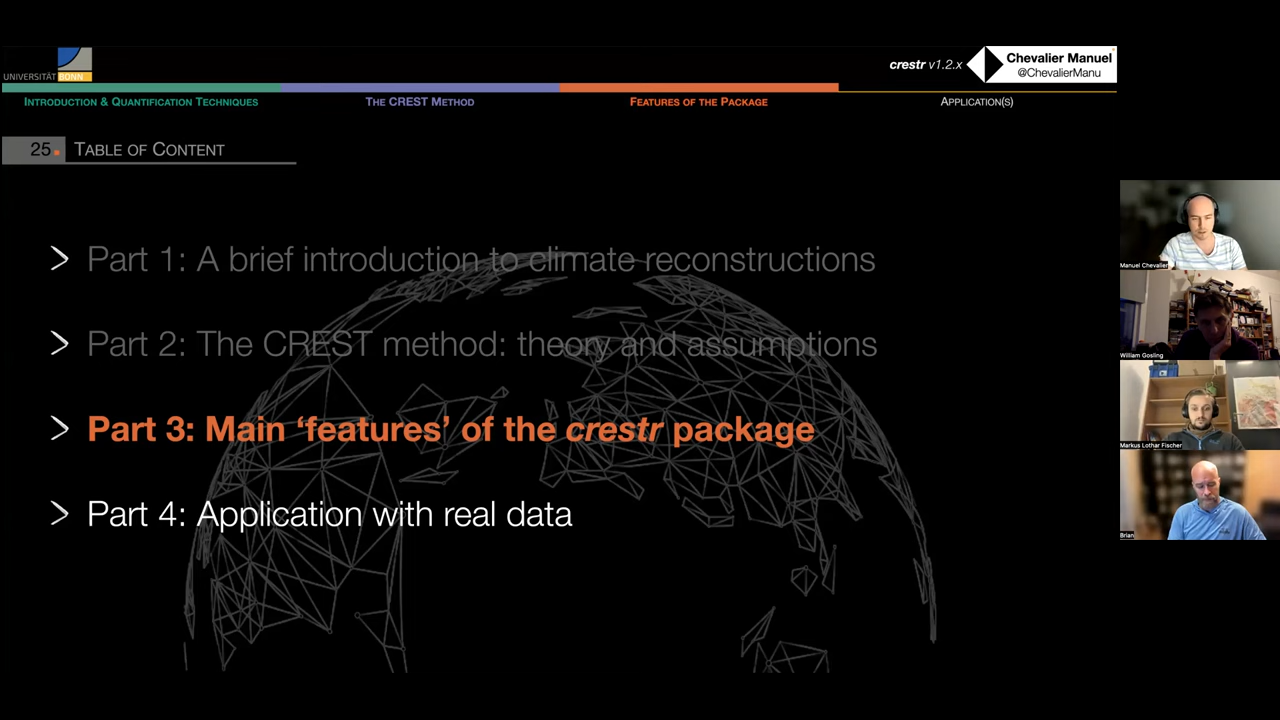 UNIVERSITÄT BONN
crestr v1.2.x
Chevalier Manuel
@ChevalierManu
INTRODUCTION & QUANTIFICATION TECHNIQUES
THE CREST METHOD
FEATURES OF THE PACKAGE
APPLICATION(S)
25. TABLE OF CONTENT
Part 1: A brief introduction to climate reconstructions
Part 2: The CREST method: theory and assumptions
Part 3: Main ‘features’ of the crestr package
Part 4: Application with real data
Manuel Chevalier
William Gosling
Markus Lothar Fischer
Brian